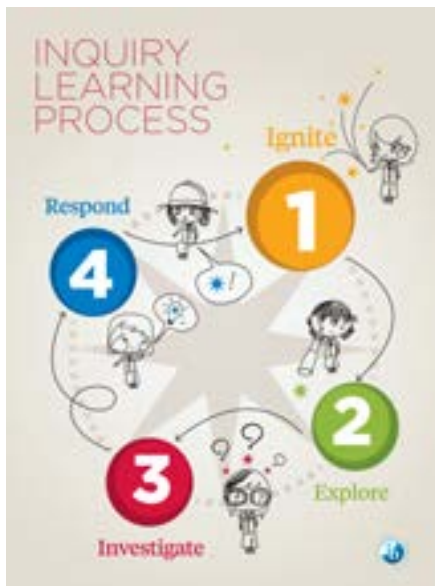 INQUIRY
LEARNING
PROCESS
Ignite
1
Respond
4
!
2
Explore
3
? ? ?
Investigate